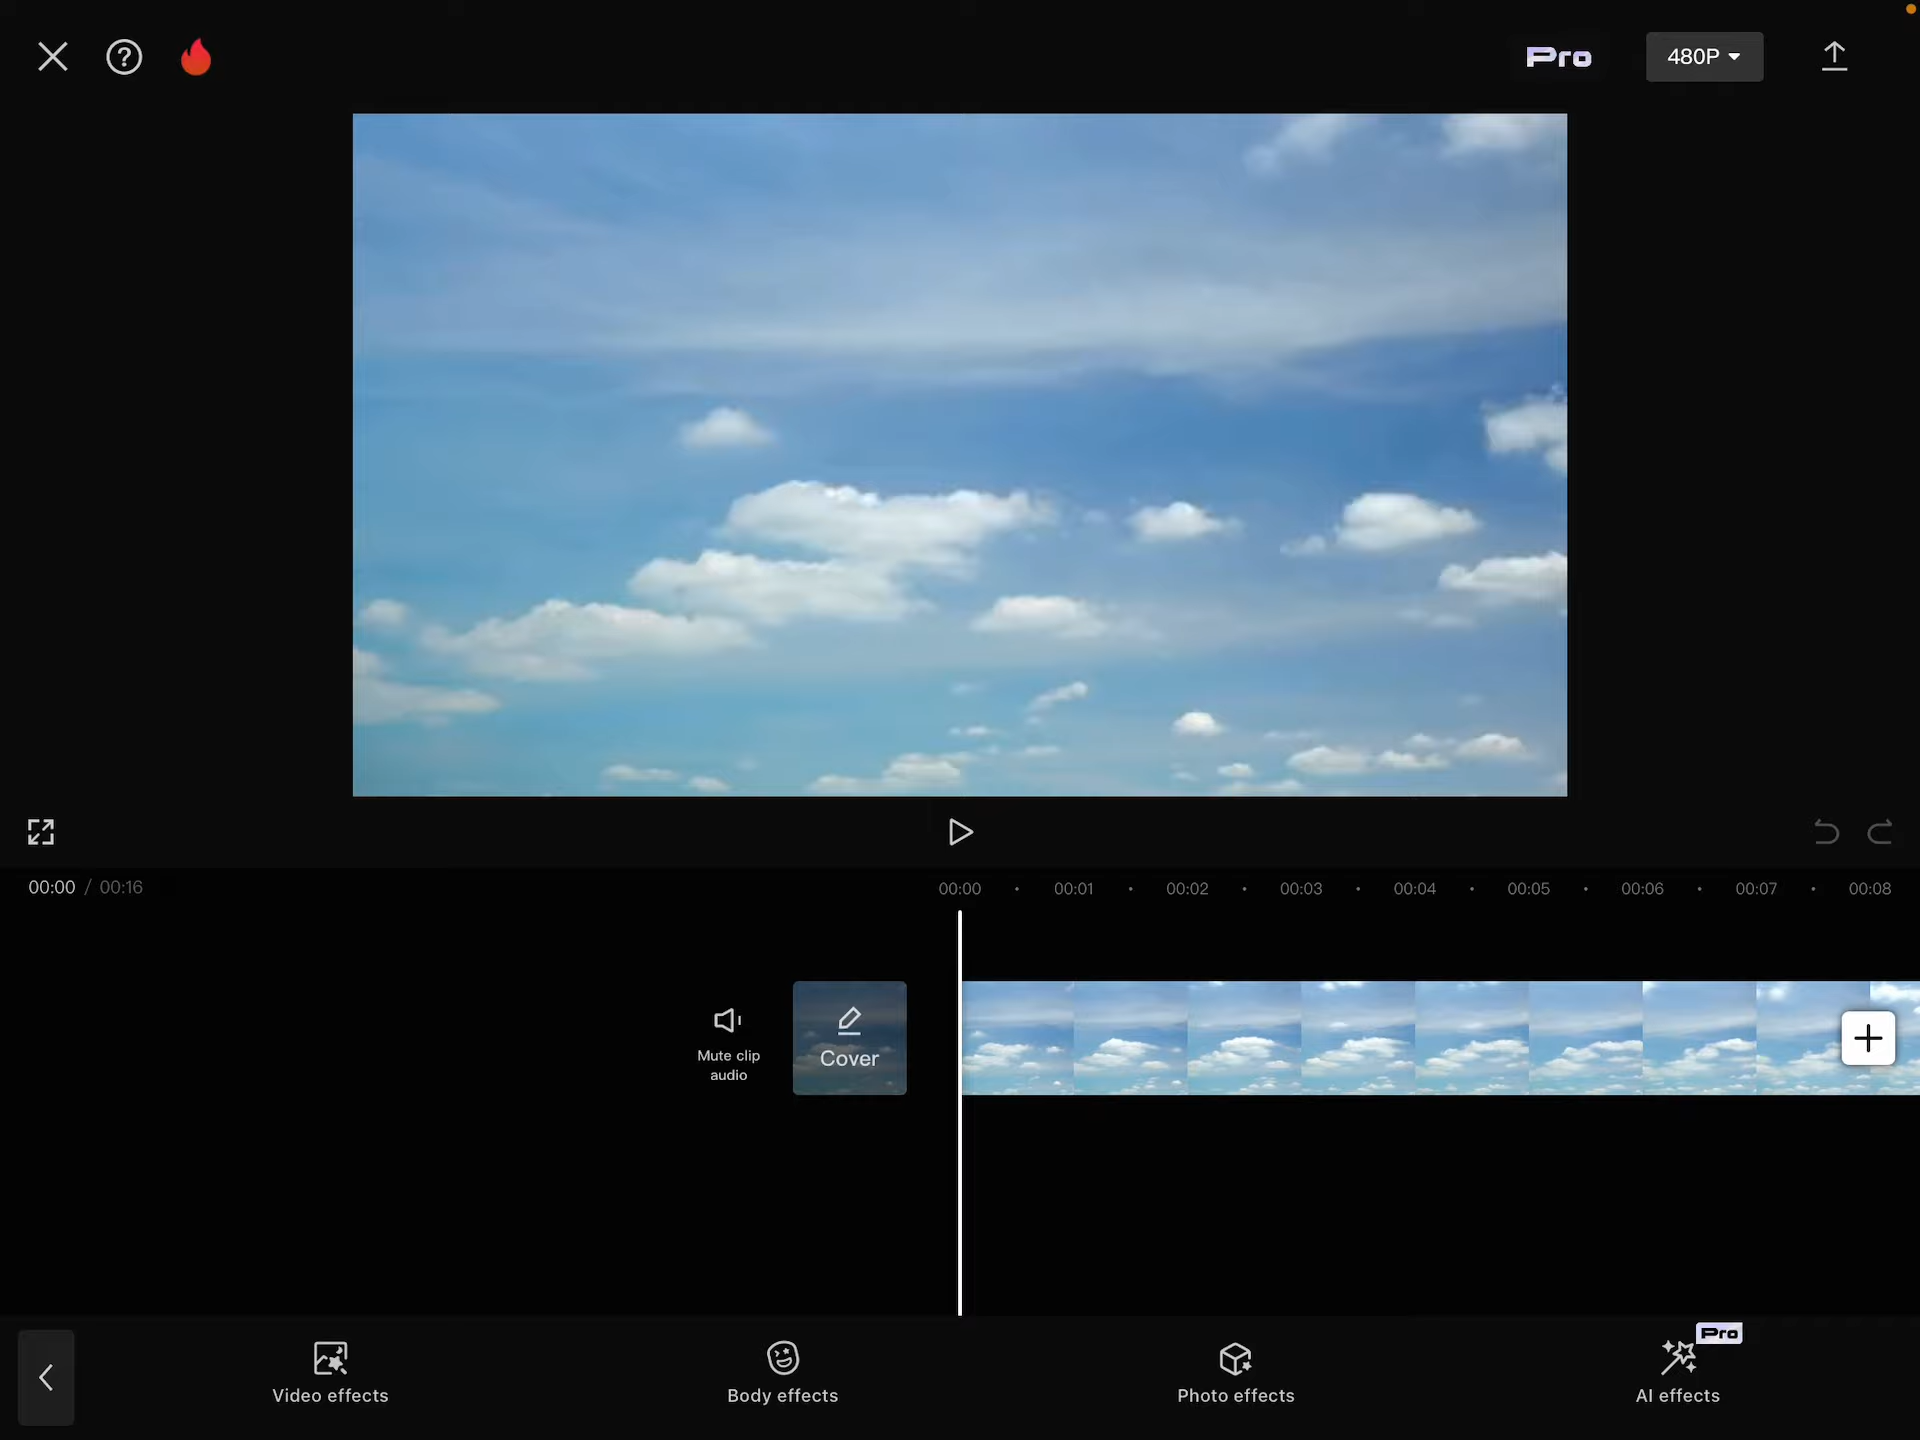 Pro
480P
00:00 / 00:16
00:00 00:01 00:02 00:03 00:04 00:05 00:06 00:07 00:08
Mute clip
audio
Cover
Pro
Video effects
Body effects
Photo effects
AI effects